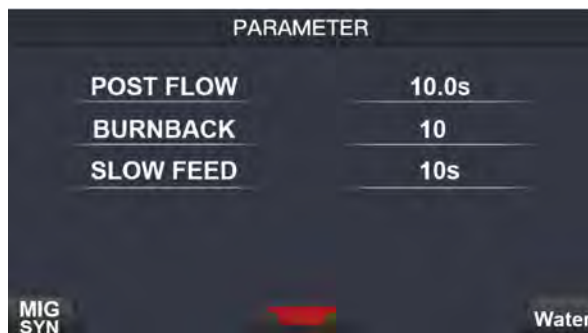 PARAMETER
POST FLOW 10.0s
BURNBACK 10
SLOW FEED 10s
MIG
SYN
Water